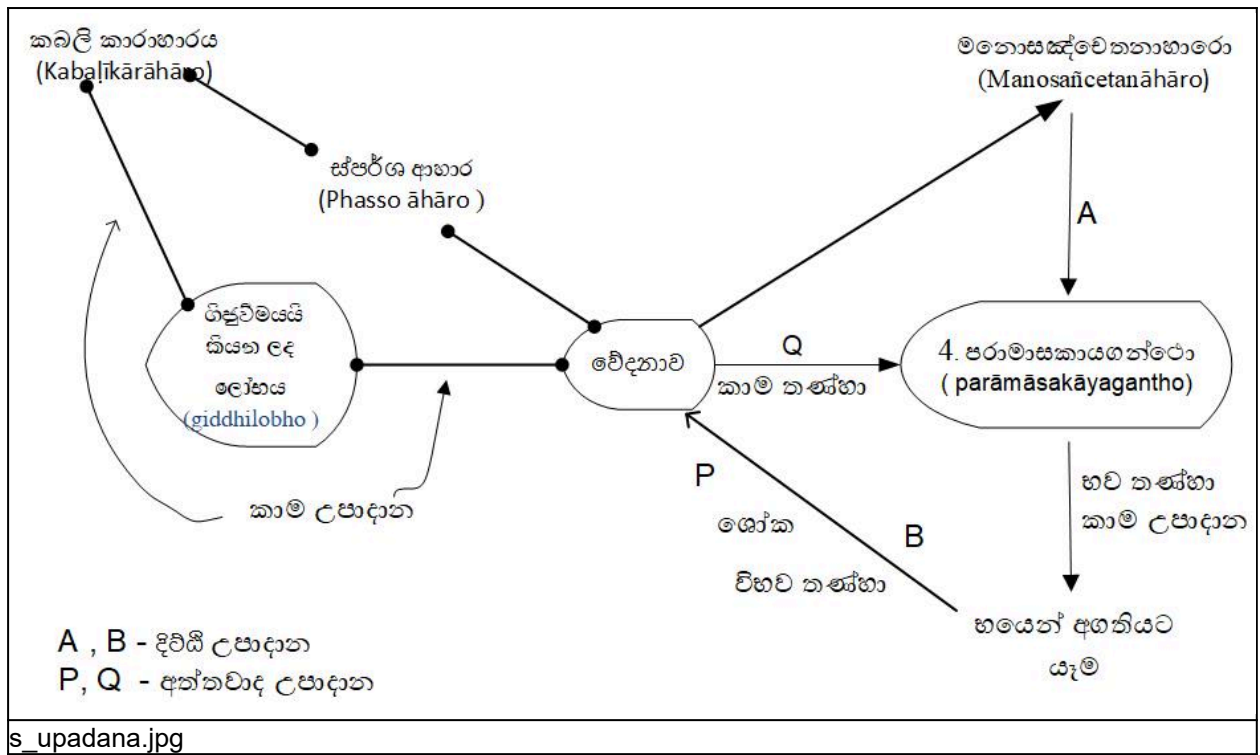 කබලි කාරාහාරය
(Kabaḷīkārāhāro)
මනොසඤ්චෙතනාහාරො
(Manosañcetanāhāro)
ස්පර්ශ ආහාර
(Phasso āhāro )
A
ගිජුව්මයයි
කියන ලද
ලෝභය
(giddhilobho )
වේදනාව
Q
කාම තණ්හා
4. පරාමාසකායගන්ථො
( parāmāsakāyagantho)
කාම උපාදාන
P
ශෝක
විභව තණ්හා
B
භව තණ්හා
කාම උපාදාන
භයෙන් අගතියට
යෑම
A , B - දිට්ඨි උපාදාන
P, Q - අත්තවාද උපාදාන
s_upadana.jpg